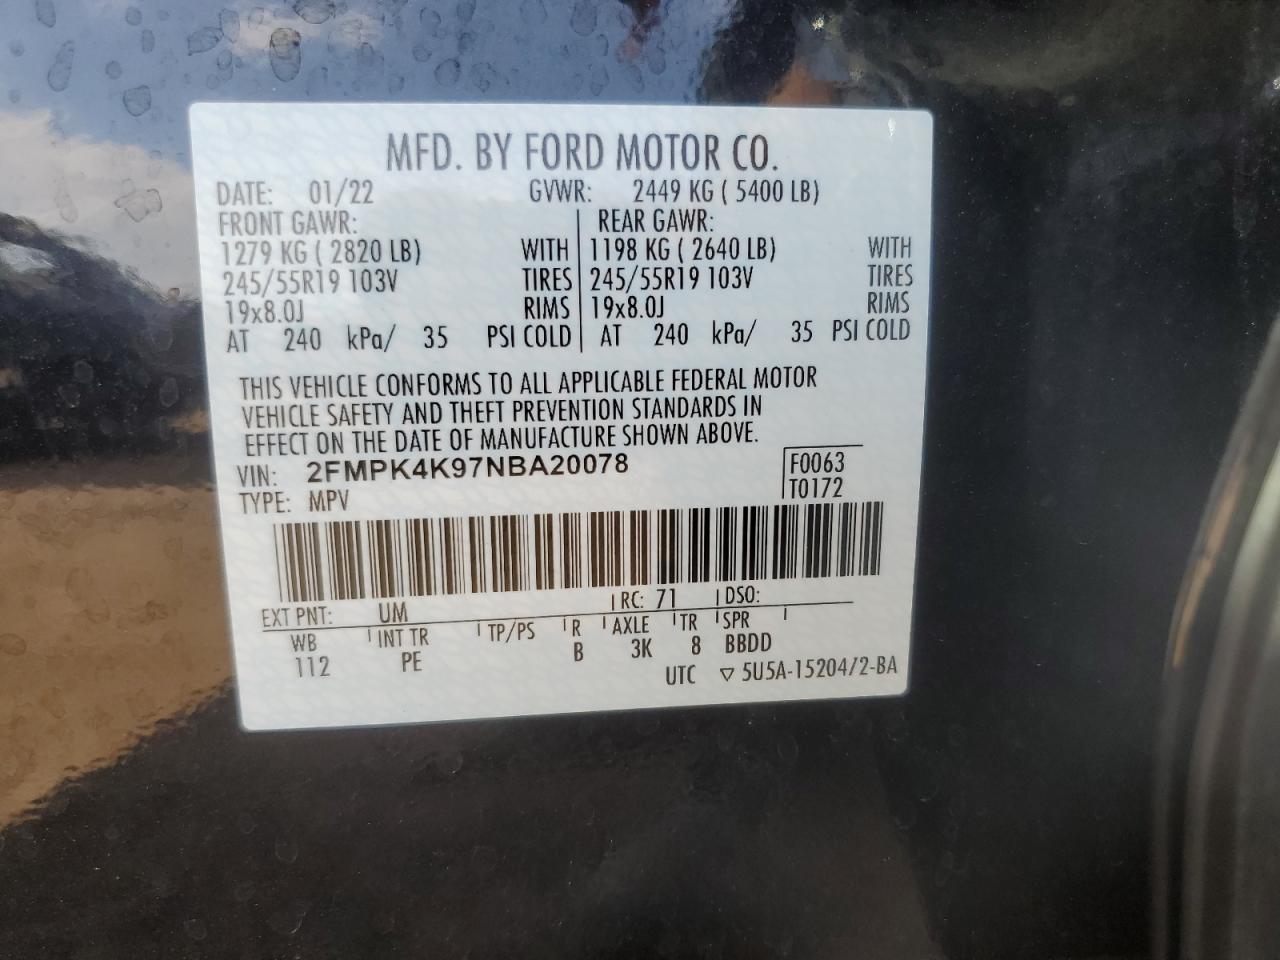 MFD. BY FORD MOTOR CO.
DATE: 01/22 GVWR: 2449 KG ( 5400 LB)
FRONT GAWR: REAR GAWR:
1279 KG ( 2820 LB) WITH 1198 KG ( 2640 LB) WITH
245/55R19 103V TIRES 245/55R19 103V TIRES
19x8.0J RIMS 19x8.0J RIMS
AT 240 kPa/ 35 PSI COLD AT 240 kPa/ 35 PSI COLD
THIS VEHICLE CONFORMS TO ALL APPLICABLE FEDERAL MOTOR
VEHICLE SAFETY AND THEFT PREVENTION STANDARDS IN
EFFECT ON THE DATE OF MANUFACTURE SHOWN ABOVE.
VIN: 2FMPK4K97NBA20078 F0063
TYPE: MPV T0172
EXT PNT: UM RC: 71 DSO:
WB INT TR TP/PS R AXLE TR SPR
112 PE B 3K 8 BBDD
UTC ▽ 5U5A-15204/2-BA